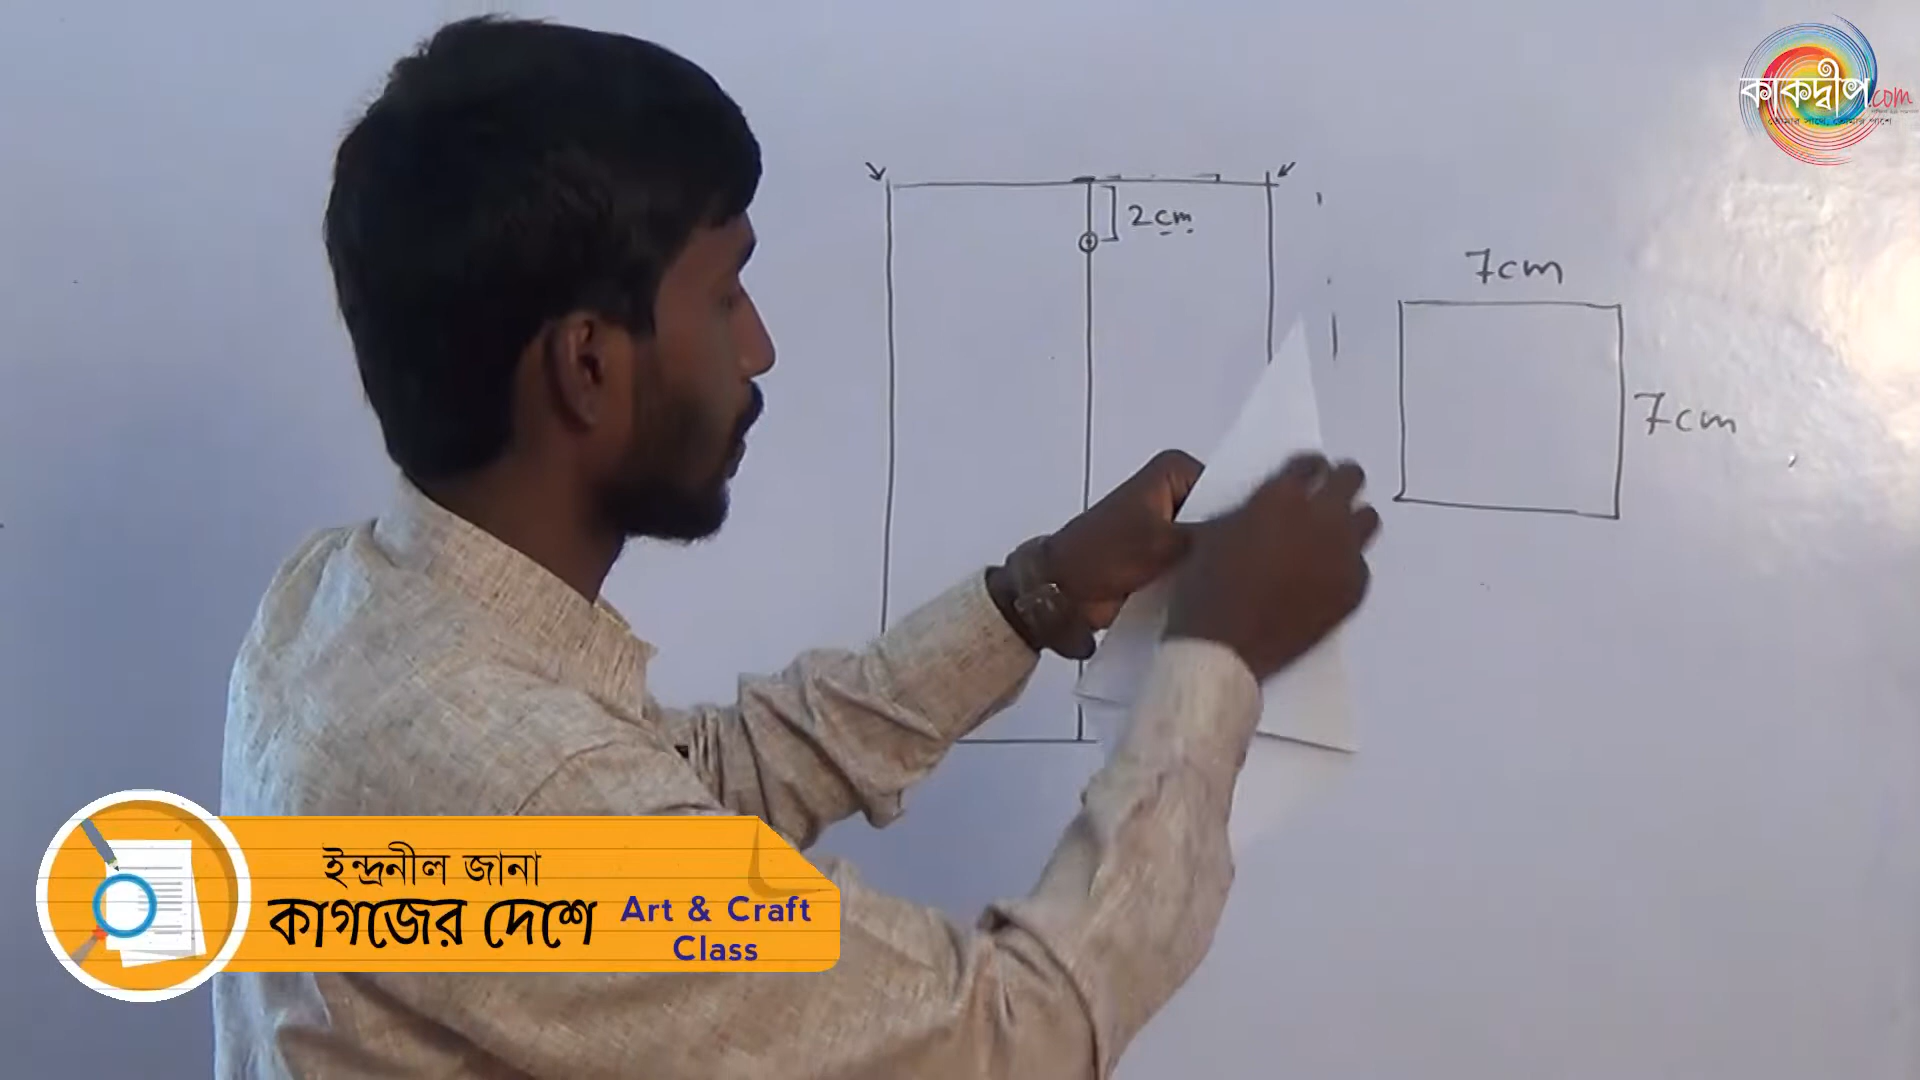 কাকদ্বীপ.com
তোমার সাথে, তোমার পাশে
2cm
7cm
7cm
ইন্দ্রনীল জানা
কাগজের দেশে
Art & Craft
Class